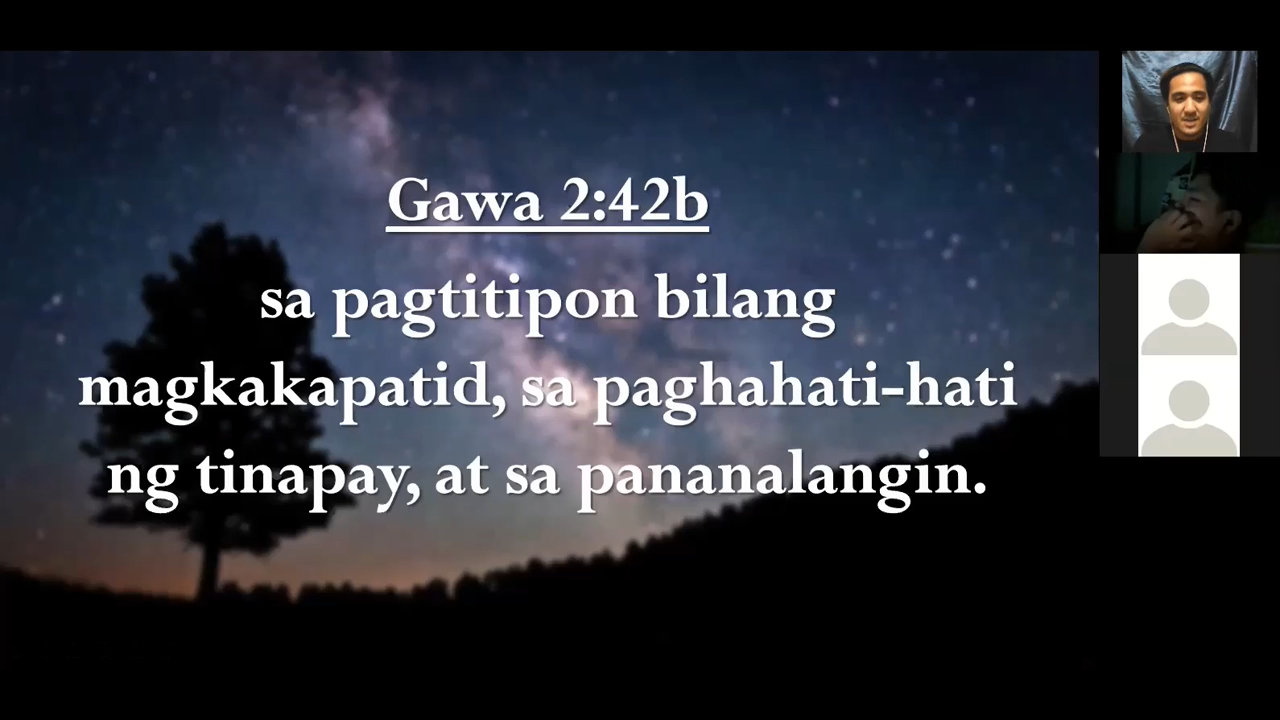 Gawa 2:42b
sa pagtitipon bilang
magkakapatid, sa paghahati-hati
ng tinapay, at sa pananalangin.